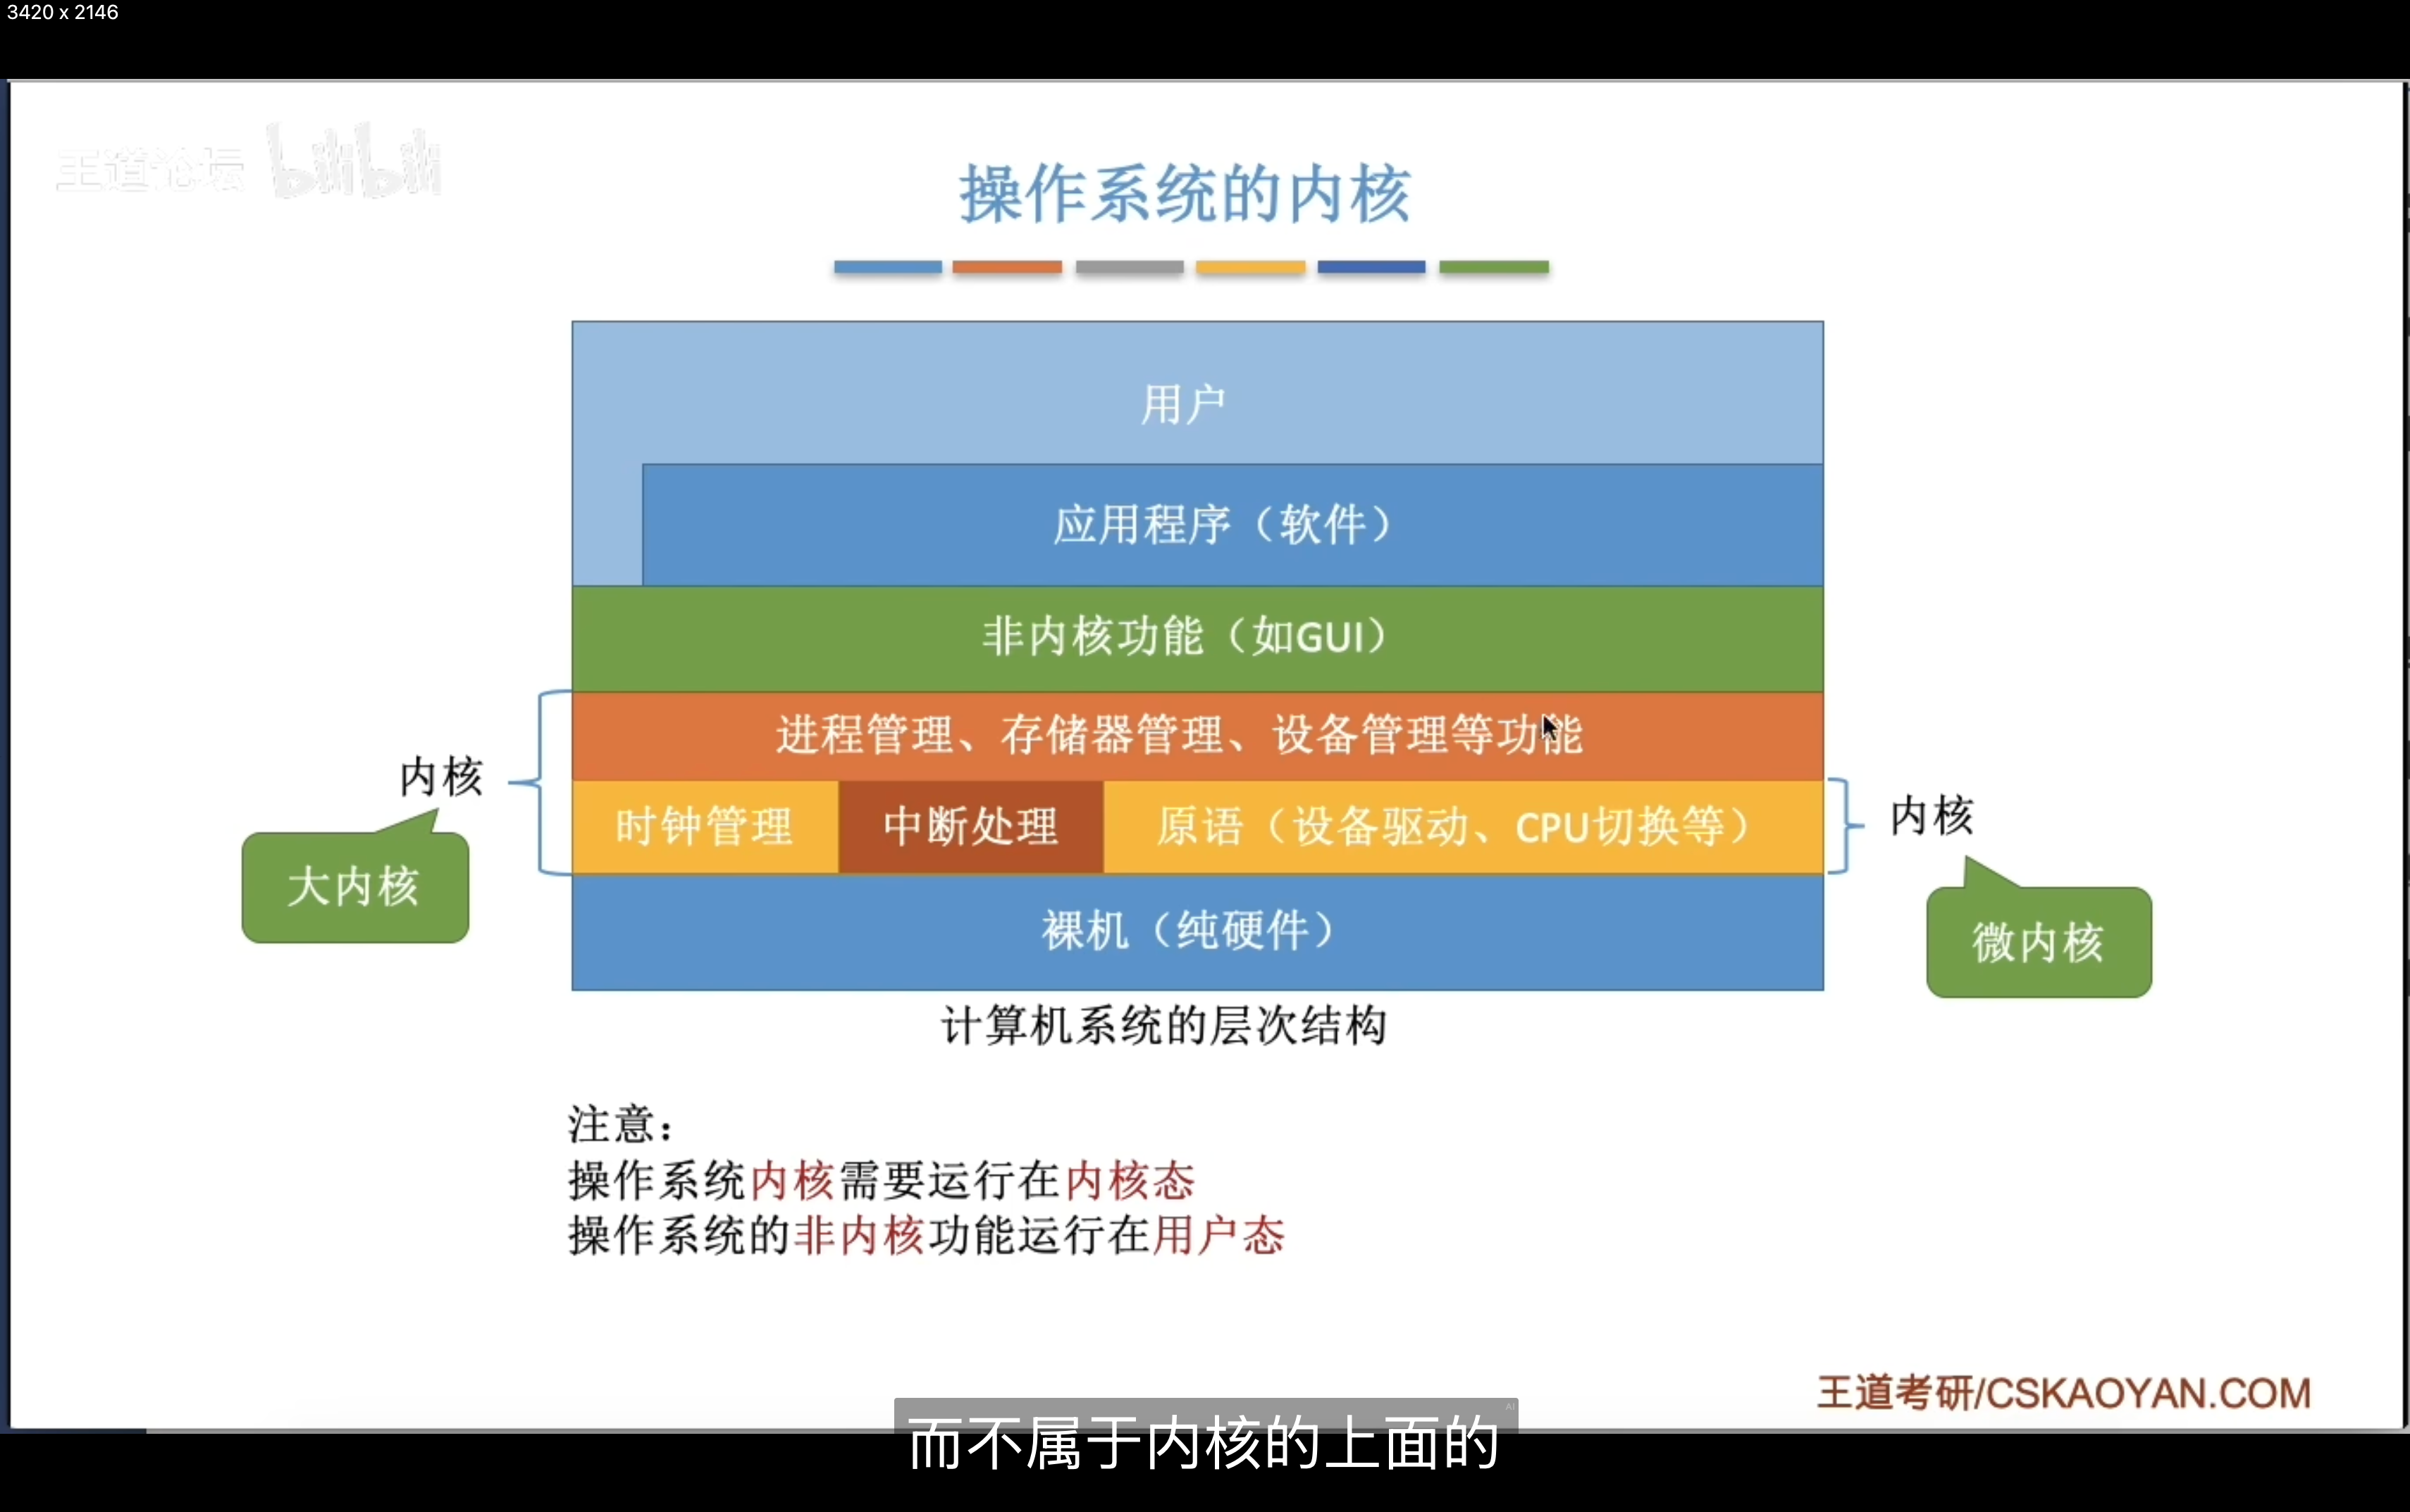 3420 x 2146
王道论坛 bilibili
操作系统的内核
用户
应用程序（软件）
非内核功能（如GUI）
进程管理、存储器管理、设备管理等功能
内核
时钟管理 中断处理 原语（设备驱动、CPU切换等）
内核
大内核
裸机（纯硬件）
微内核
计算机系统的层次结构
注意：
操作系统内核需要运行在内核态
操作系统的非内核功能运行在用户态
王道考研/CSKAOYAN.COM
AI
而不属于内核的上面的